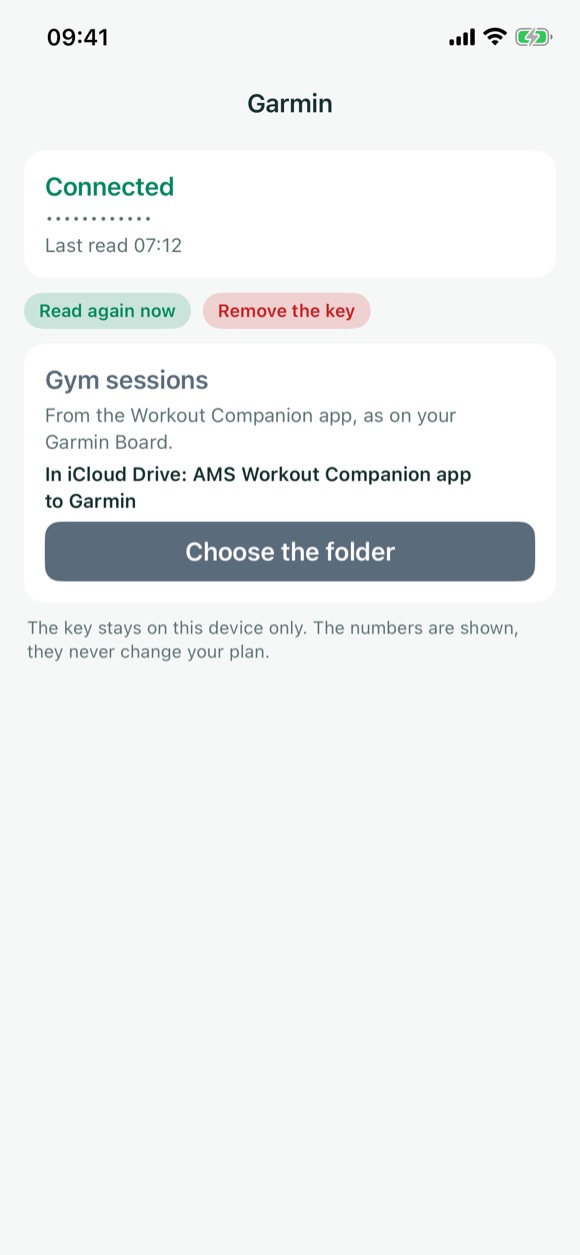 09:41
Garmin
Connected
............
Last read 07:12
Read again now
Remove the key
Gym sessions
From the Workout Companion app, as on your
Garmin Board.
In iCloud Drive: AMS Workout Companion app
to Garmin
Choose the folder
The key stays on this device only. The numbers are shown,
they never change your plan.